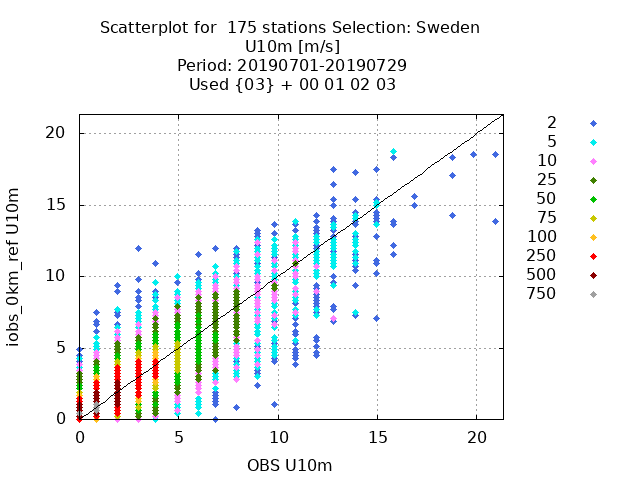 Scatterplot for  175 stations Selection: Sweden
U10m [m/s]
Period: 20190701-20190729
Used {03} + 00 01 02 03
20
15
10
5
0
iobs_0km_ref U10m
0 5 10 15 20
OBS U10m
2
5
10
25
50
75
100
250
500
750